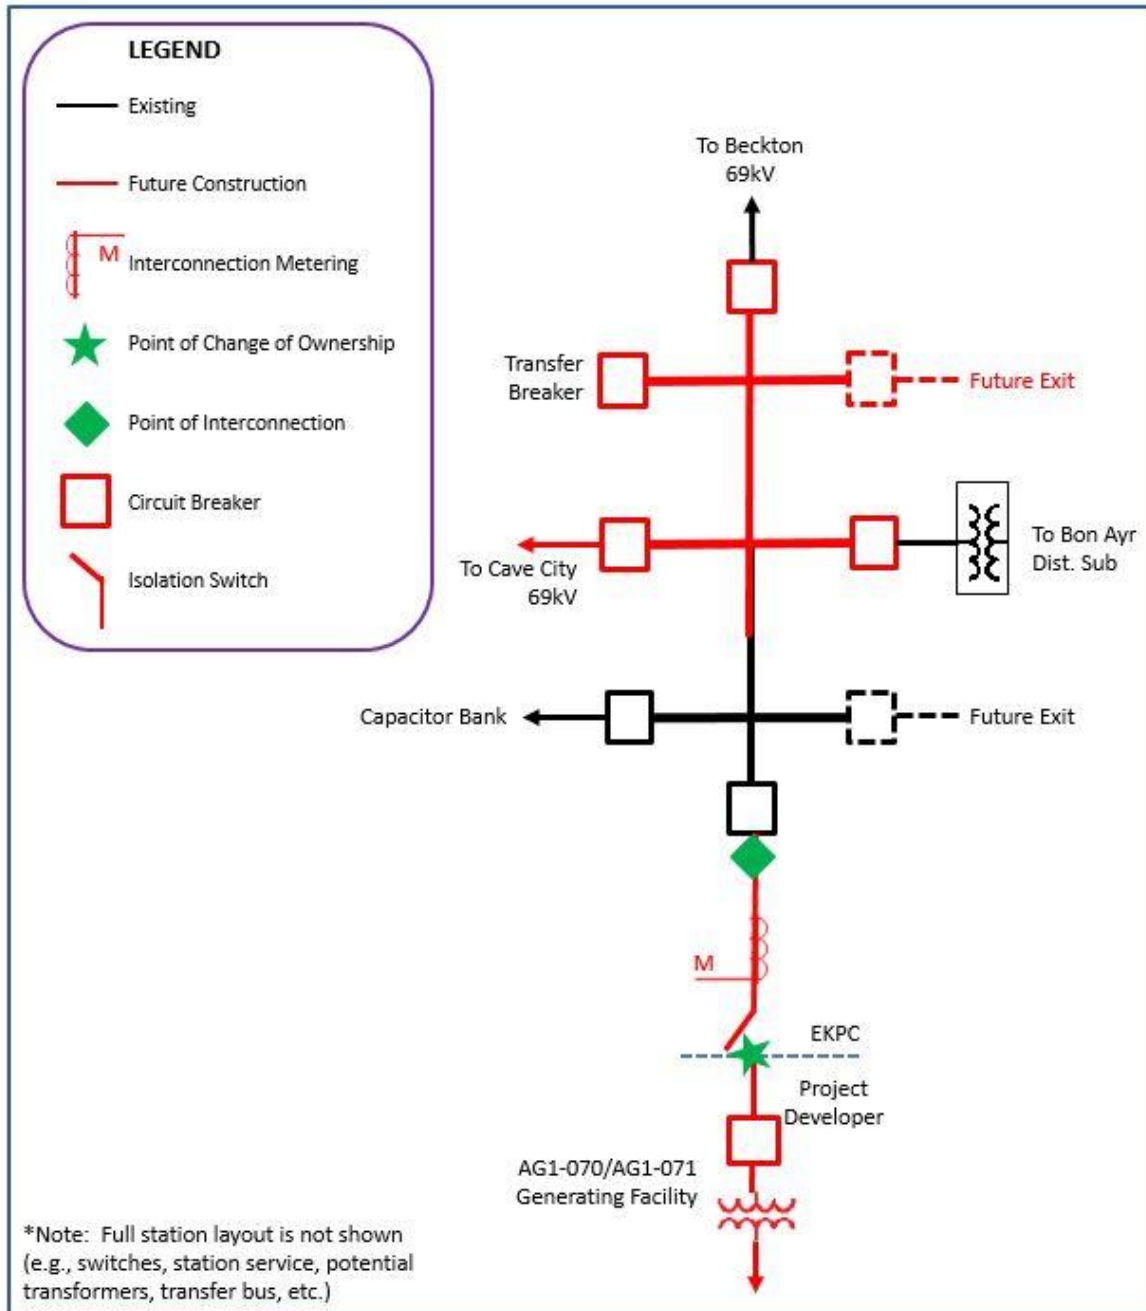 LEGEND
Existing
Future Construction
M
Interconnection Metering
Point of Change of Ownership
Point of Interconnection
Circuit Breaker
Isolation Switch
To Beckton
69kV
Transfer
Breaker
Future Exit
To Cave City
69kV
To Bon Ayr
Dist. Sub
Capacitor Bank
Future Exit
M
EKPC
Project
Developer
AG1-070/AG1-071
Generating Facility
*Note: Full station layout is not shown
(e.g., switches, station service, potential
transformers, transfer bus, etc.)